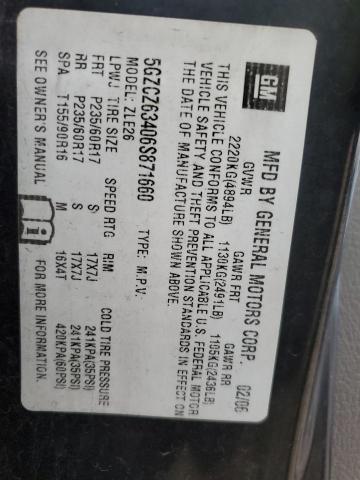 GM
MFD BY GENERAL MOTORS CORP. 02/06
GVWR GAWR FRT GAWR RR
2220KG(4894LB) 1130KG(2491LB) 1105KG(2436LB)
THIS VEHICLE CONFORMS TO ALL APPLICABLE U.S. FEDERAL MOTOR
VEHICLE SAFETY AND THEFT PREVENTION STANDARDS IN EFFECT ON
THE DATE OF MANUFACTURE SHOWN ABOVE.
5GZCZ63406S871660 TYPE: M.P.V.
MODEL: ZLE26
LPWJ TIRE SIZE SPEED RTG RIM COLD TIRE PRESSURE
FRT P235/60R17 S 17X7J 241KPA(35PSI)
RR P235/60R17 S 17X7J 241KPA(35PSI)
SPA T155/90R16 M 16X4T 420KPA(60PSI)
SEE OWNER'S MANUAL i FOR MORE INFORMATION.